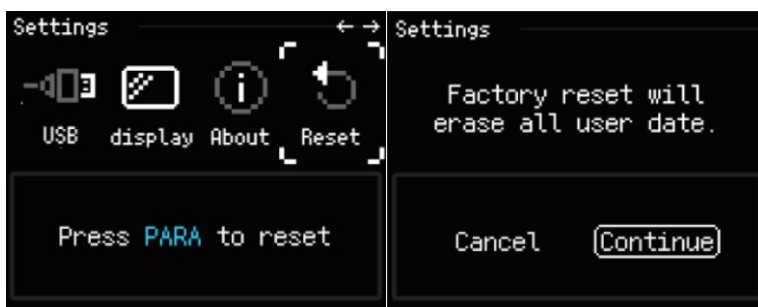 Settings ← →
USB display About Reset
Press PARA to reset
Settings
Factory reset will
erase all user date.
Cancel Continue